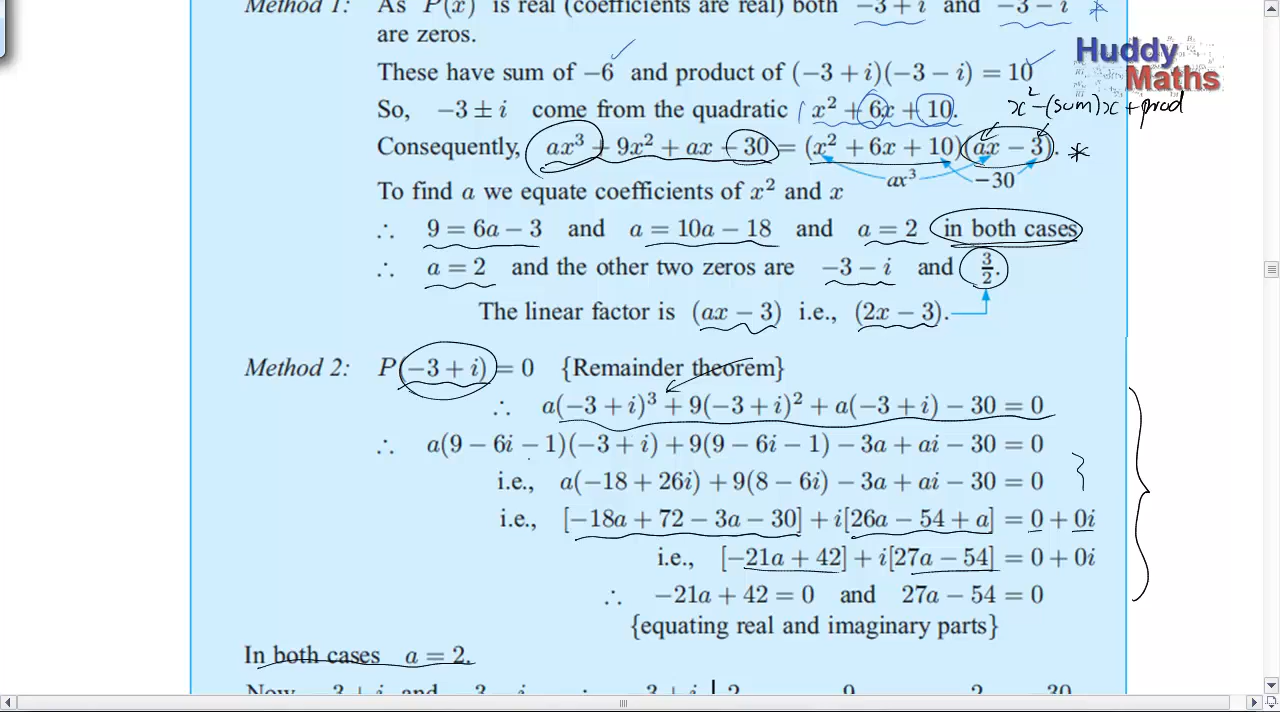 Method 1: As P(x) is real (coefficients are real) both −3 + i and −3 − i *
are zeros.
Huddy
Maths
These have sum of −6 and product of (−3 + i)(−3 − i) = 10
x² − (sum)x + prod
So, −3 ± i come from the quadratic x² + 6x + 10.
Consequently, ax³ + 9x² + ax − 30 = (x² + 6x + 10)(ax − 3). *
ax³ −30
To find a we equate coefficients of x² and x
∴ 9 = 6a − 3 and a = 10a − 18 and a = 2 in both cases
∴ a = 2 and the other two zeros are −3 − i and 3/2.
The linear factor is (ax − 3) i.e., (2x − 3).
Method 2: P(−3 + i) = 0 {Remainder theorem}
∴ a(−3 + i)³ + 9(−3 + i)² + a(−3 + i) − 30 = 0
∴ a(9 − 6i − 1)(−3 + i) + 9(9 − 6i − 1) − 3a + ai − 30 = 0
i.e., a(−18 + 26i) + 9(8 − 6i) − 3a + ai − 30 = 0
i.e., [−18a + 72 − 3a − 30] + i[26a − 54 + a] = 0 + 0i
i.e., [−21a + 42] + i[27a − 54] = 0 + 0i
∴ −21a + 42 = 0 and 27a − 54 = 0
{equating real and imaginary parts}
In both cases a = 2.